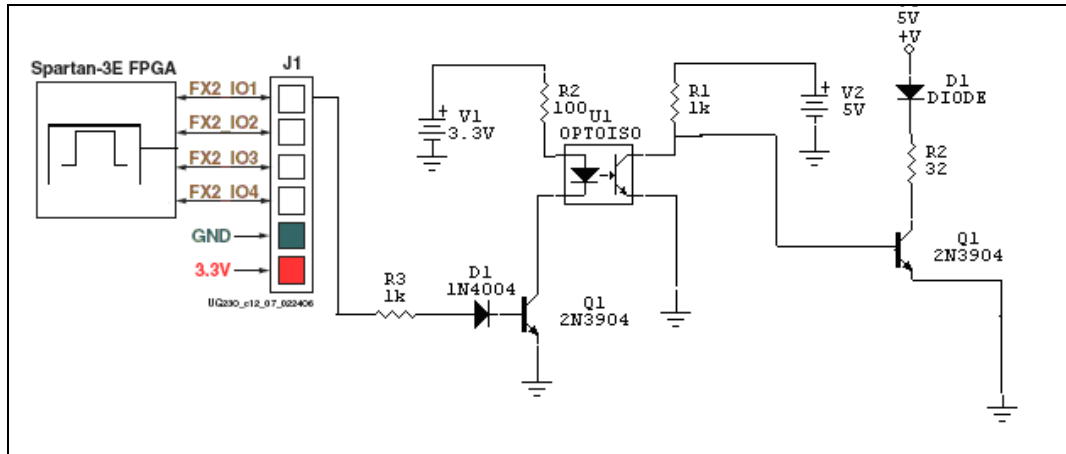 Spartan-3E FPGA
J1
FX2_IO1
FX2_IO2
FX2_IO3
FX2_IO4
GND
3.3V
UG230_c12_07_022406
R3
1k
D1
1N4004
Q1
2N3904
+
V1
3.3V
R2
100
U1
OPTOISO
R1
1k
+
V2
5V
5V
+V
D1
DIODE
R2
32
Q1
2N3904